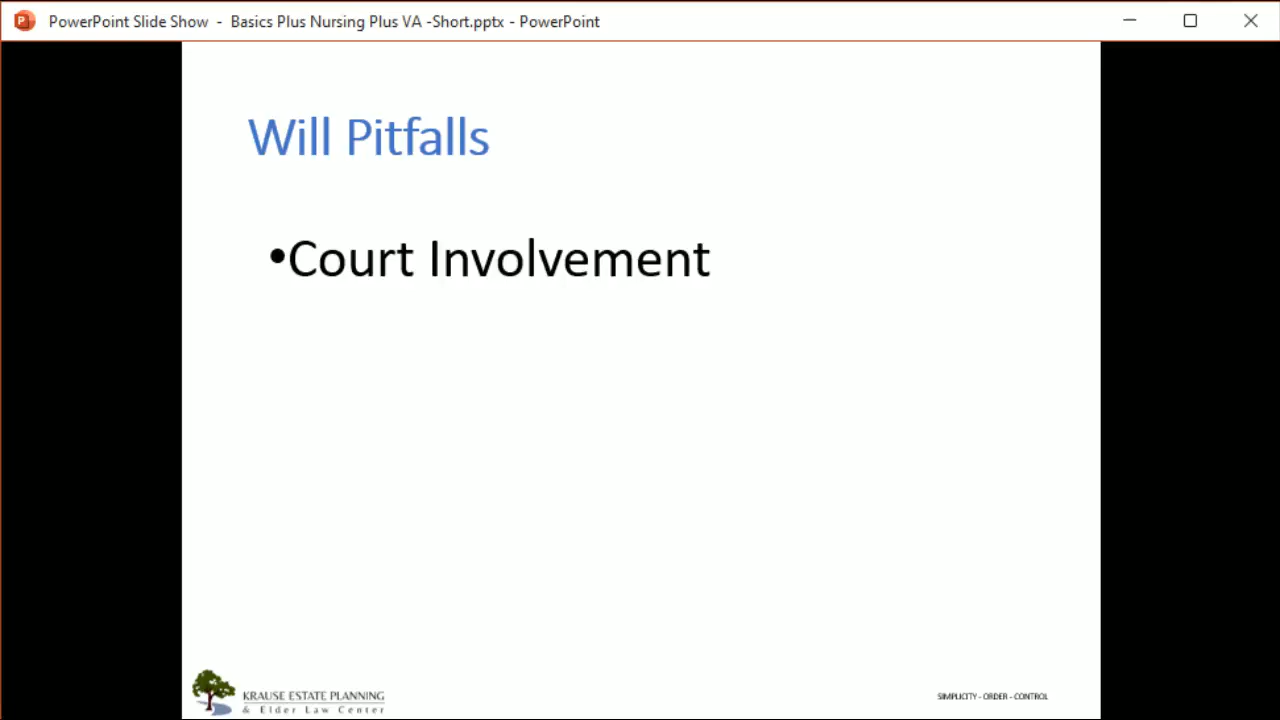 PowerPoint Slide Show - Basics Plus Nursing Plus VA -Short.pptx - PowerPoint
Will Pitfalls
•Court Involvement
KRAUSE ESTATE PLANNING
& Elder Law Center
SIMPLICITY - ORDER - CONTROL